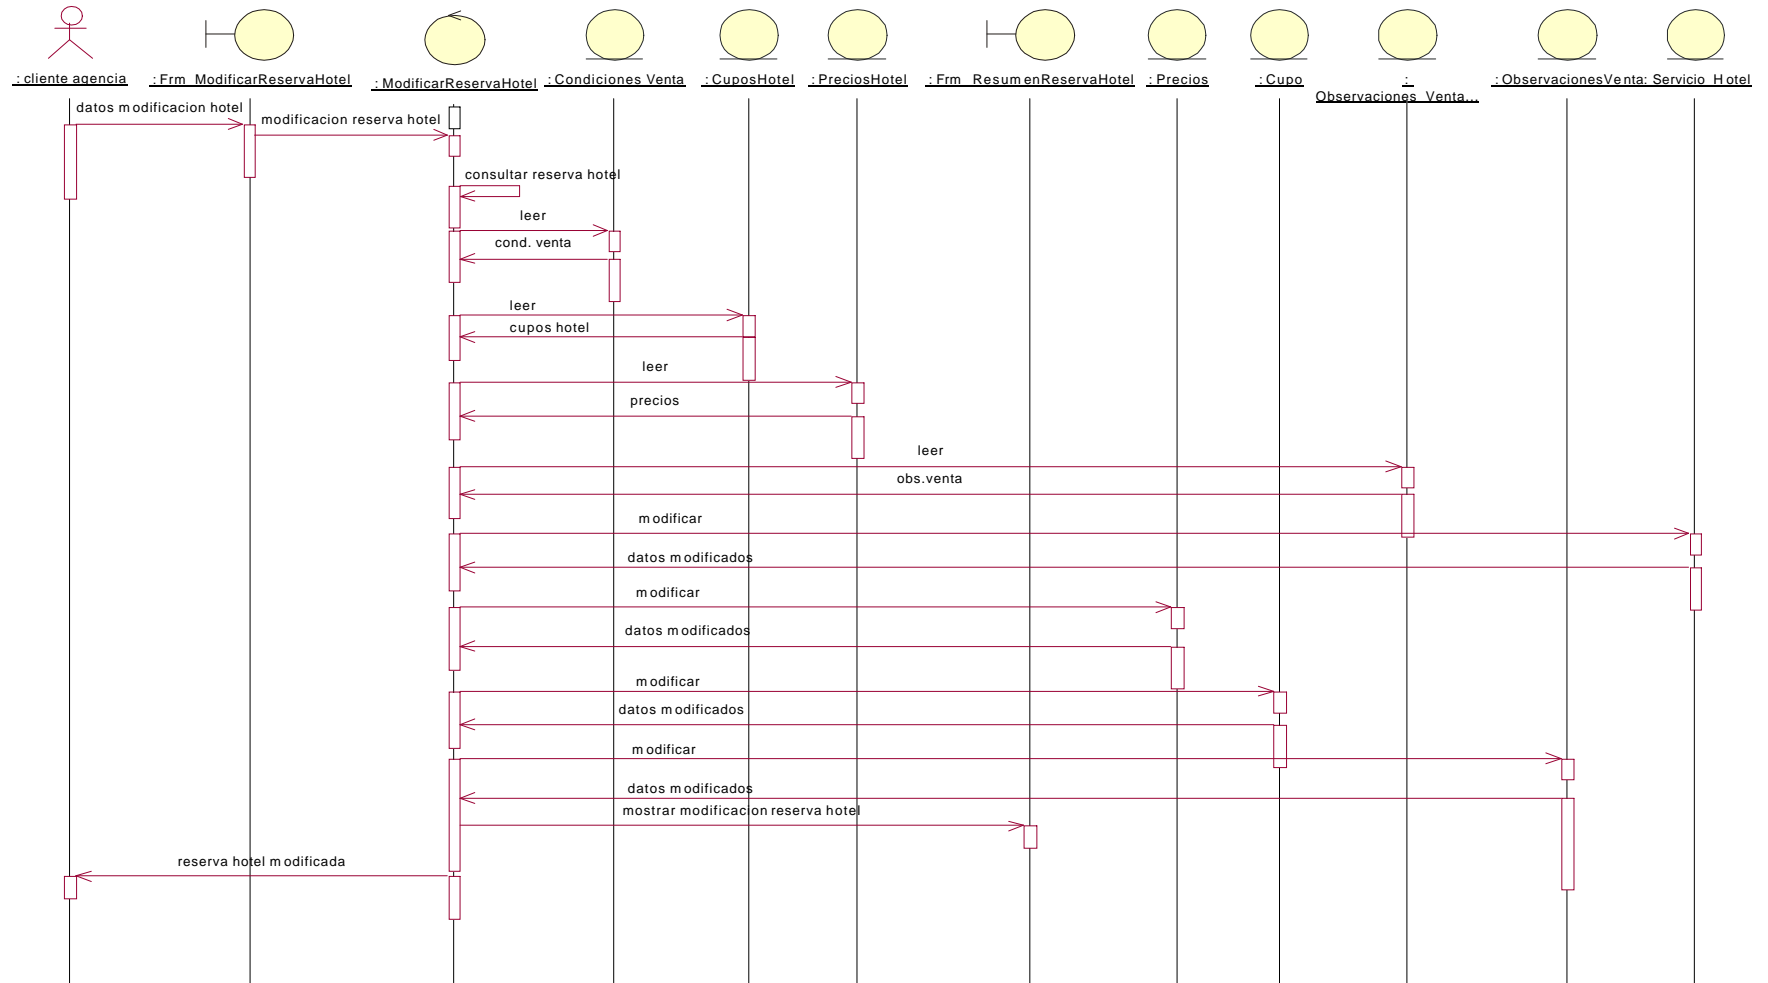 : cliente agencia
: Frm_ModificarReservaHotel
: ModificarReservaHotel
: Condiciones Venta
: CuposHotel
: PreciosHotel
: Frm_ResumenReservaHotel
: Precios
: Cupo
:
Observaciones_Venta...
: ObservacionesVenta
: Servicio_Hotel
datos modificacion hotel
modificacion reserva hotel
consultar reserva hotel
leer
cond. venta
leer
cupos hotel
leer
precios
leer
obs.venta
modificar
datos modificados
modificar
datos modificados
modificar
datos modificados
modificar
datos modificados
mostrar modificacion reserva hotel
reserva hotel modificada